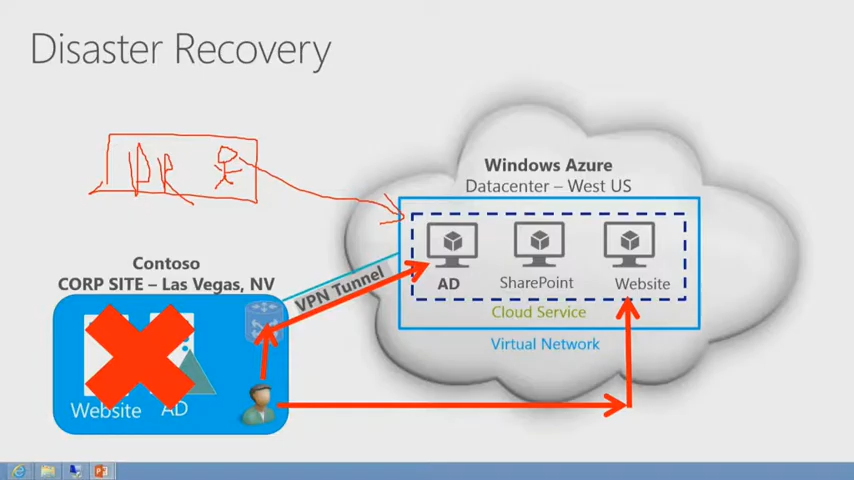 Disaster Recovery
DR
Windows Azure
Datacenter – West US
AD
SharePoint
Website
Cloud Service
Virtual Network
VPN Tunnel
Contoso
CORP SITE – Las Vegas, NV
Website
AD